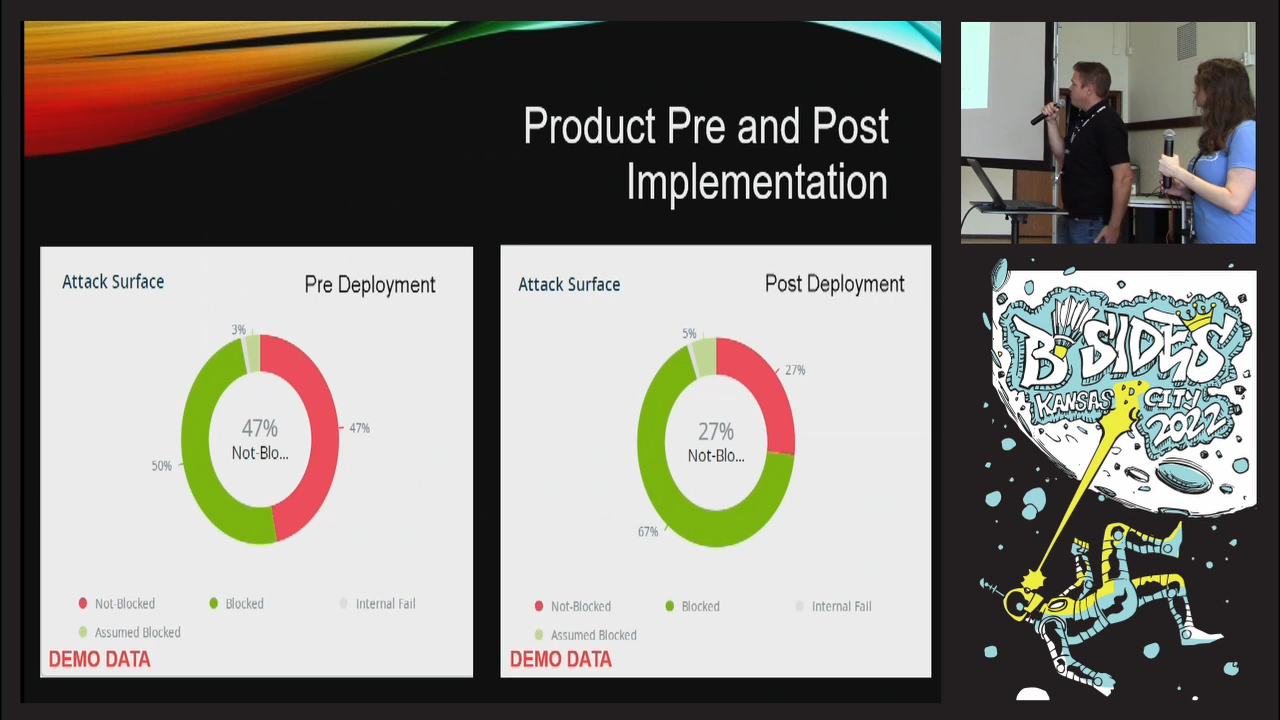 Product Pre and Post
Implementation
Attack Surface
Pre Deployment
3%
47%
50%
47%
Not-Blo...
Not-Blocked
Blocked
Internal Fail
Assumed Blocked
DEMO DATA
Attack Surface
Post Deployment
5%
27%
67%
27%
Not-Blo...
Not-Blocked
Blocked
Internal Fail
Assumed Blocked
DEMO DATA
BSIDES
KANSAS CITY
2022